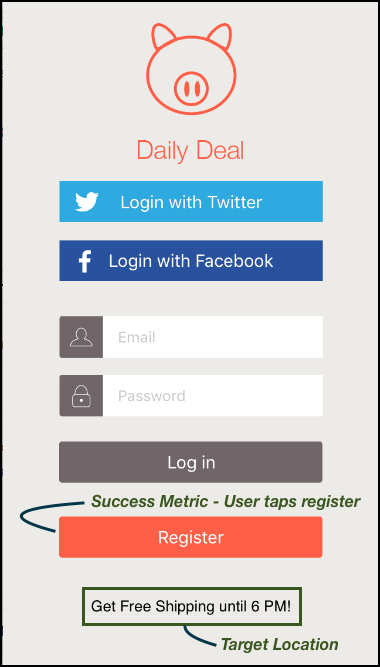 Daily Deal
Login with Twitter
Login with Facebook
Email
Password
Log in
Success Metric - User taps register
Register
Get Free Shipping until 6 PM!
Target Location